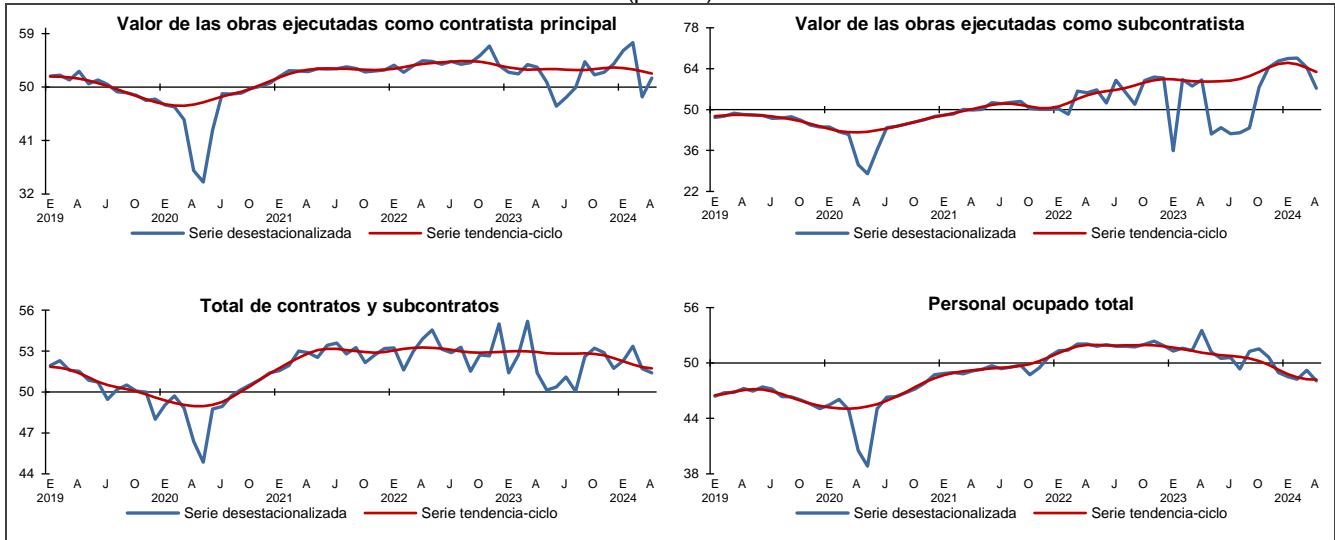 Valor de las obras ejecutadas como contratista principal
59
50
41
32
E A J O E A J O E A J O E A J O E A J O E A
2019 2020 2021 2022 2023 2024
Serie desestacionalizada Serie tendencia-ciclo
Valor de las obras ejecutadas como subcontratista
78
64
50
36
22
E A J O E A J O E A J O E A J O E A J O E A
2019 2020 2021 2022 2023 2024
Serie desestacionalizada Serie tendencia-ciclo
Total de contratos y subcontratos
56
53
50
47
44
E A J O E A J O E A J O E A J O E A J O E A
2019 2020 2021 2022 2023 2024
Serie desestacionalizada Serie tendencia-ciclo
Personal ocupado total
56
50
44
38
E A J O E A J O E A J O E A J O E A J O E A
2019 2020 2021 2022 2023 2024
Serie desestacionalizada Serie tendencia-ciclo